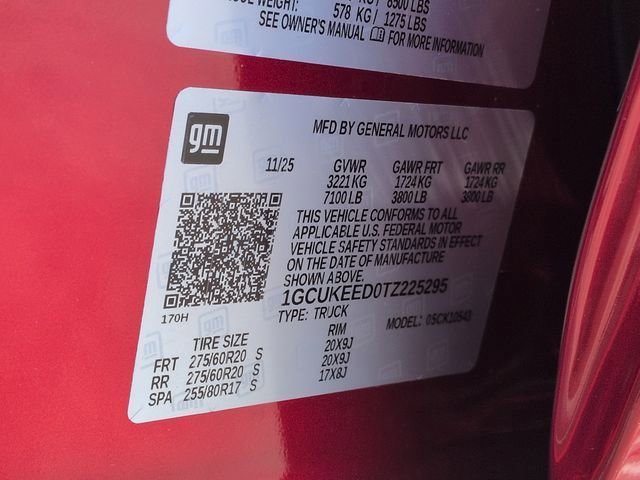 WEIGHT: 578 KG / 1275 LBS
SEE OWNER'S MANUAL FOR MORE INFORMATION
gm
MFD BY GENERAL MOTORS LLC
11/25 GVWR GAWR FRT GAWR RR
3221 KG 1724 KG 1724 KG
7100 LB 3800 LB 3800 LB
THIS VEHICLE CONFORMS TO ALL
APPLICABLE U.S. FEDERAL MOTOR
VEHICLE SAFETY STANDARDS IN EFFECT
ON THE DATE OF MANUFACTURE
SHOWN ABOVE.
1GCUKEED0TZ225295
170H
TYPE: TRUCK MODEL: 0SCK10543
TIRE SIZE RIM
FRT 275/60R20 S 20X9J
RR 275/60R20 S 20X9J
SPA 255/80R17 S 17X8J